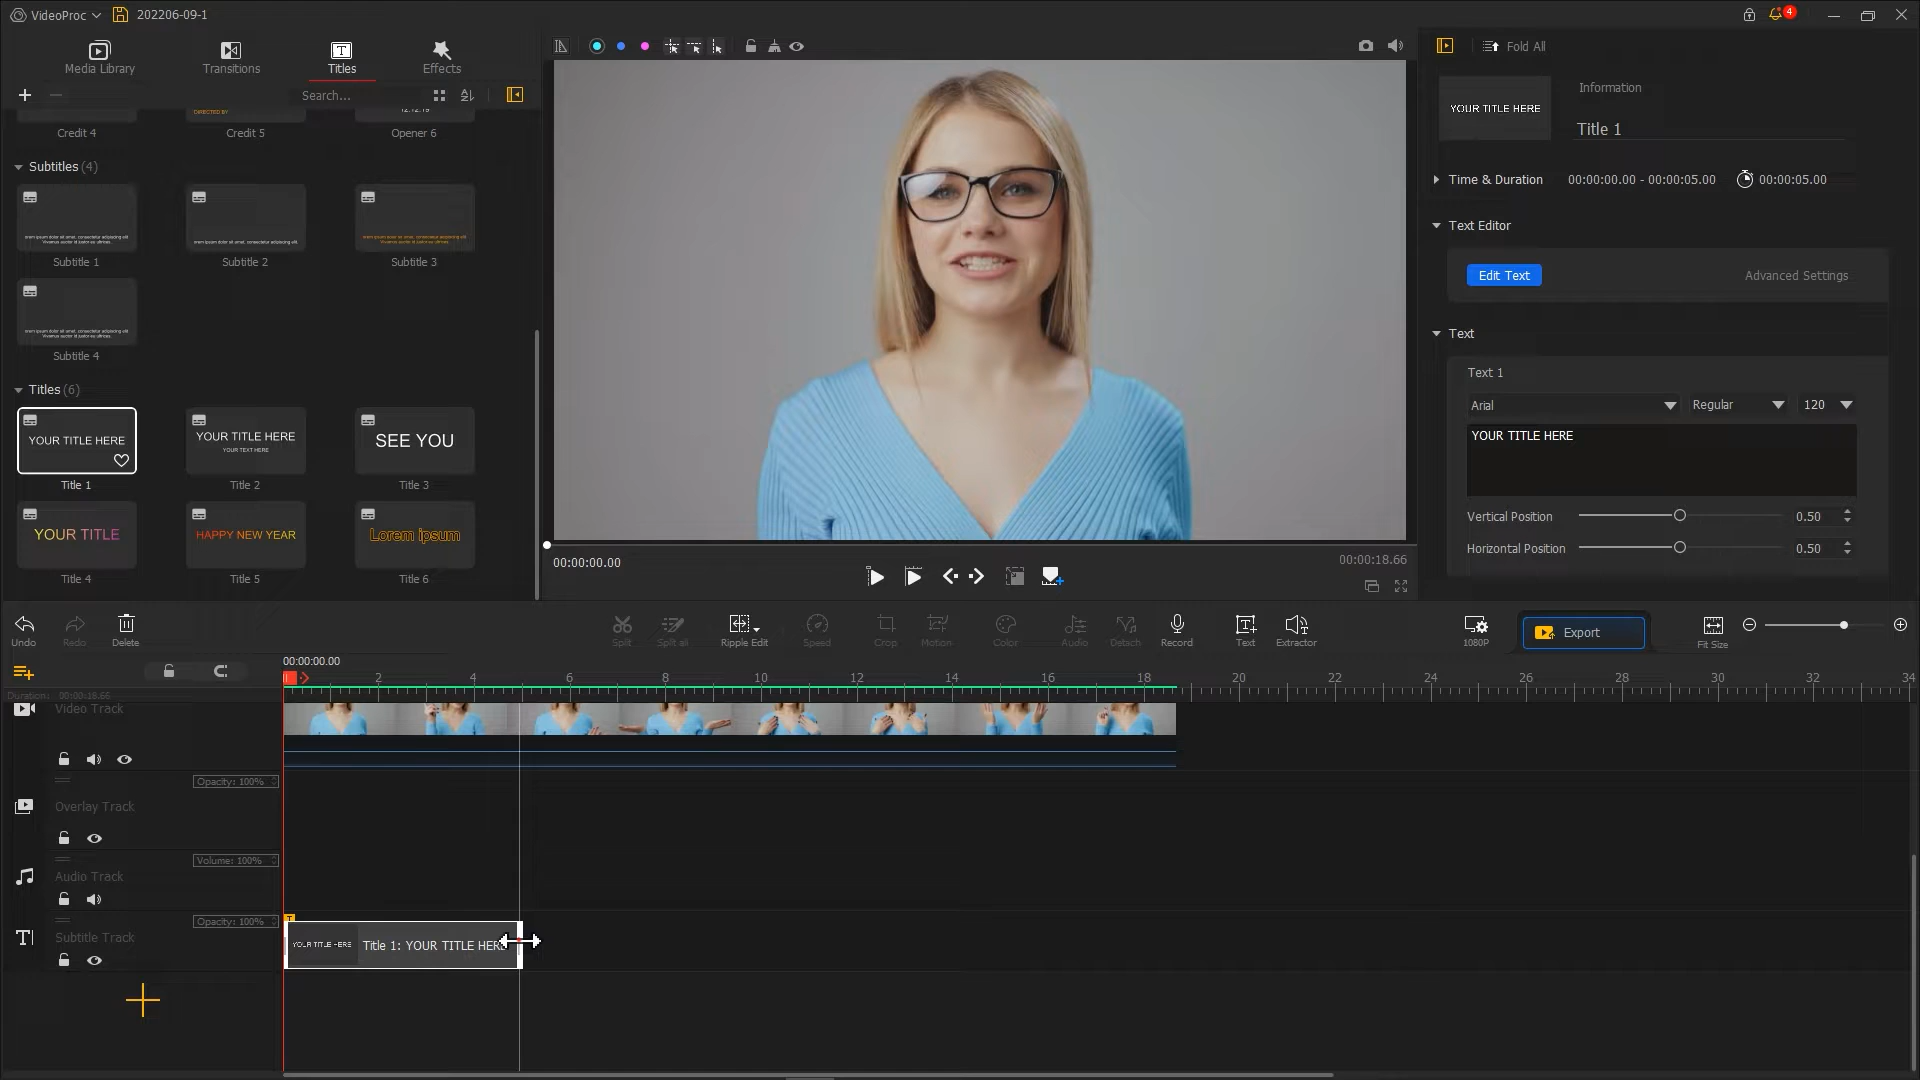 VideoProc
202206-09-1
4
Media Library
Transitions
Titles
Effects
Fold All
Search...
Information
YOUR TITLE HERE
Title 1
DIRECTED BY
12.12.19
Credit 4
Credit 5
Opener 6
Subtitles (4)
Time & Duration
00:00:00.00 - 00:00:05.00
00:00:05.00
Text Editor
Edit Text
Advanced Settings
Subtitle 1
Subtitle 2
Subtitle 3
Subtitle 4
Text
Text 1
Titles (6)
Arial
Regular
120
YOUR TITLE HERE
YOUR TITLE HERE
YOUR TITLE HERE
YOUR TEXT HERE
SEE YOU
Title 1
Title 2
Title 3
Vertical Position
0.50
YOUR TITLE
HAPPY NEW YEAR
Lorem ipsum
Horizontal Position
0.50
00:00:00.00
00:00:18.66
Title 4
Title 5
Title 6
Undo
Redo
Delete
Split
Split all
Ripple Edit
Speed
Crop
Motion
Color
Audio
Detach
Record
Text
Extractor
1080P
Export
Fit Size
00:00:00.00
2 4 6 8 10 12 14 16 18 20 22 24 26 28 30 32 34
Duration: 00:00:18.66
Video Track
Opacity: 100%
Overlay Track
Volume: 100%
Audio Track
Opacity: 100%
Subtitle Track
YOUR TITLE HERE
Title 1: YOUR TITLE HERE